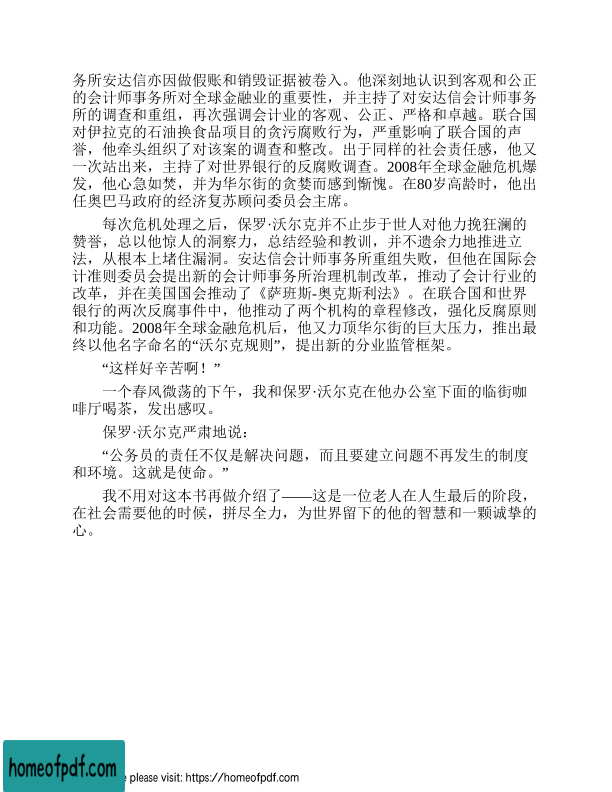 务所安达信亦因做假账和销毁证据被卷入。他深刻地认识到客观和公正
的会计师事务所对全球金融业的重要性，并主持了对安达信会计师事务
所的调查和重组，再次强调会计业的客观、公正、严格和卓越。联合国
对伊拉克的石油换食品项目的贪污腐败行为，严重影响了联合国的声
誉，他牵头组织了对该案的调查和整改。出于同样的社会责任感，他又
一次站出来，主持了对世界银行的反腐败调查。2008年全球金融危机爆
发，他心急如焚，并为华尔街的贪婪而感到惭愧。在80岁高龄时，他出
任奥巴马政府的经济复苏顾问委员会主席。
每次危机处理之后，保罗·沃尔克并不止步于世人对他力挽狂澜的
赞誉，总以他惊人的洞察力，总结经验和教训，并不遗余力地推进立
法，从根本上堵住漏洞。安达信会计师事务所重组失败，但他在国际会
计准则委员会提出新的会计师事务所治理机制改革，推动了会计行业的
改革，并在美国国会推动了《萨班斯-奥克斯利法》。在联合国和世界
银行的两次反腐事件中，他推动了两个机构的章程修改，强化反腐原则
和功能。2008年全球金融危机后，他又力顶华尔街的巨大压力，推出最
终以他名字命名的“沃尔克规则”，提出新的分业监管框架。
“这样好辛苦啊！”
一个春风微荡的下午，我和保罗·沃尔克在他办公室下面的临街咖
啡厅喝茶，发出感叹。
保罗·沃尔克严肃地说：
“公务员的责任不仅是解决问题，而且要建立问题不再发生的制度
和环境。这就是使命。”
我不用对这本书再做介绍了——这是一位老人在人生最后的阶段，
在社会需要他的时候，拼尽全力，为世界留下的他的智慧和一颗诚挚的
心。
homeofpdf.com
please visit: https://homeofpdf.com